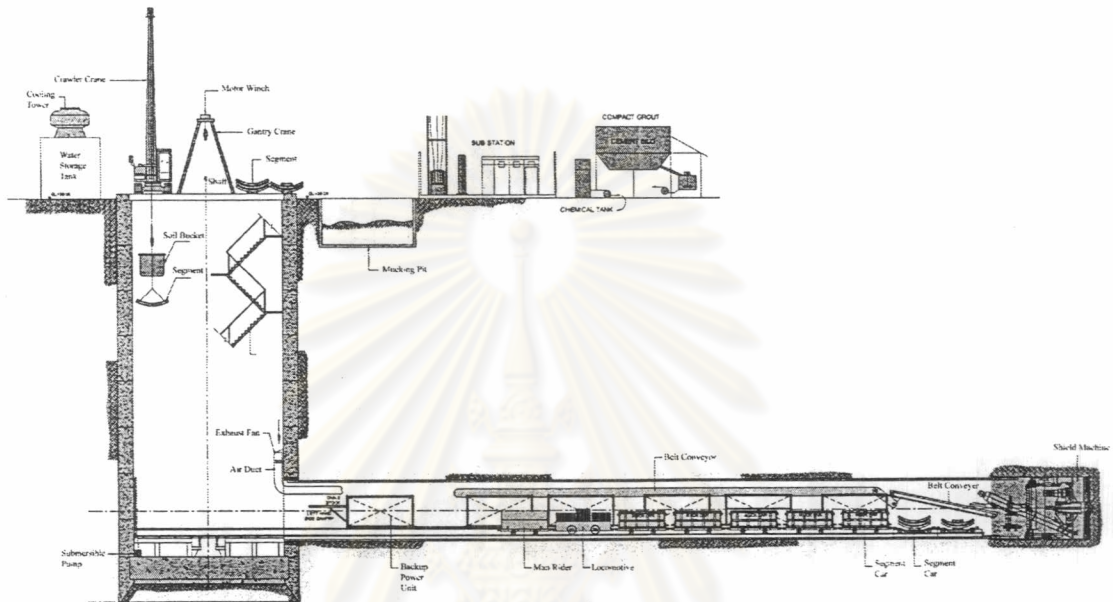 Crawler Crane
Cooling
Tower
Water
Storage
Tank
Motor Winch
Gantry Crane
Segment
Shaft
SUB STATION
COMPACT GROUT
CEMENT SILO
CHEMICAL TANK
Soil Bucket
Segment
Mucking Pit
Exhaust Fan
Air Duct
Belt Conveyor
Shield Machine
Belt Conveyer
Submersible
Pump
Backup
Power
Unit
Man Rider
Locomotive
Segment
Car
Segment
Car